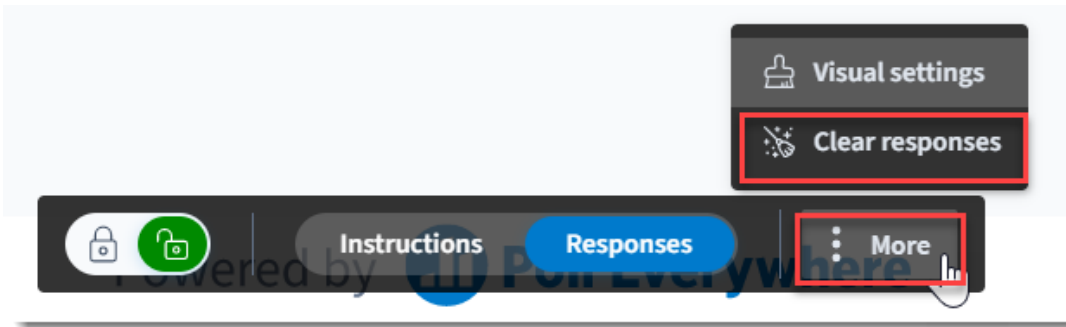 Visual settings
Clear responses
Instructions Responses More
Powered by Poll Everywhere